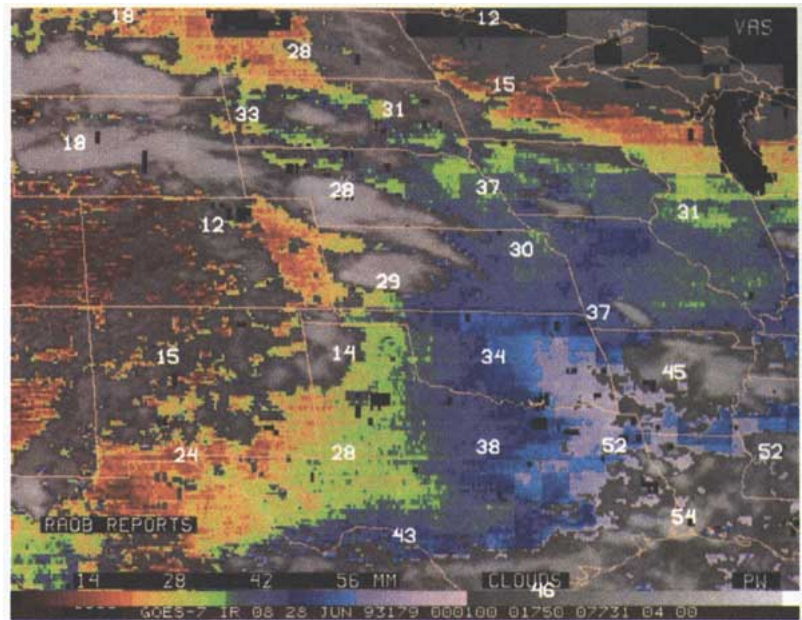 18 12 VAS
28
15
33 31
18
28 37
12 31
30
29
37
15 14 34 45
24 28 38 52 52
RAOB REPORTS 54
43
14 28 42 56 MM CLOUDS PW
46
GOES-7 IR 08 28 JUN 93179 000100 01750 07731 04 00